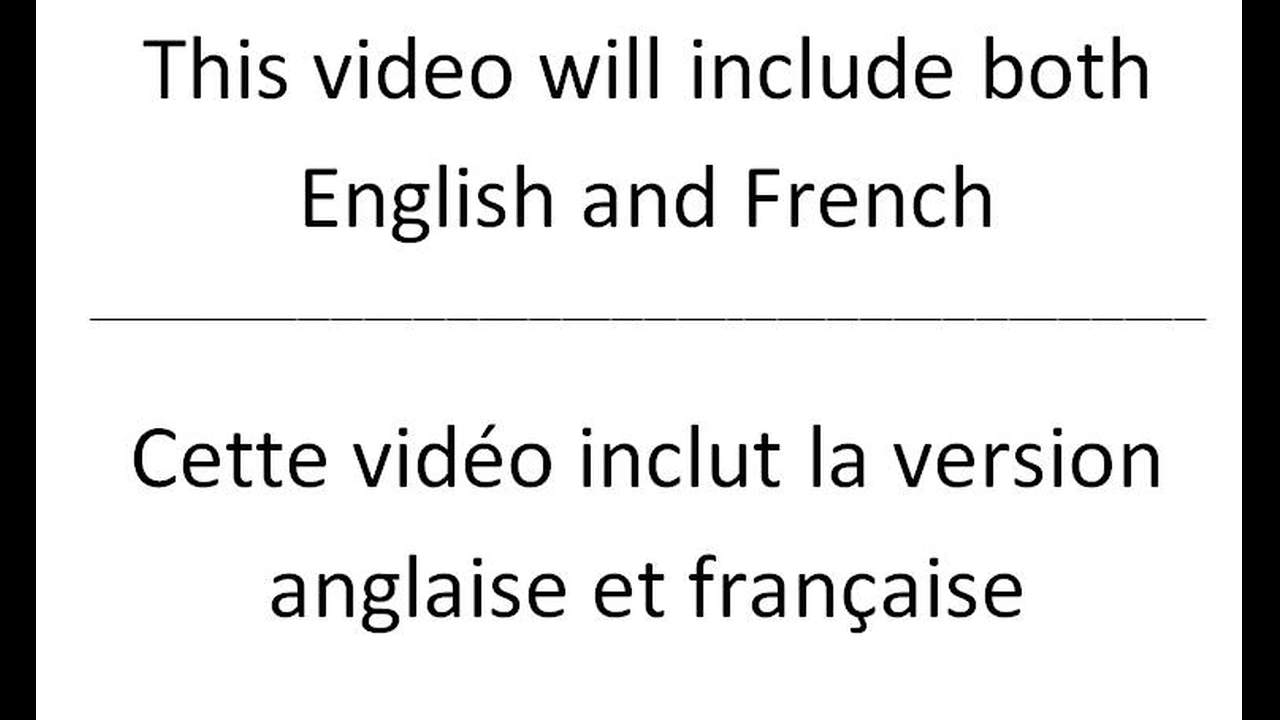 This video will include both
English and French
Cette vidéo inclut la version
anglaise et française